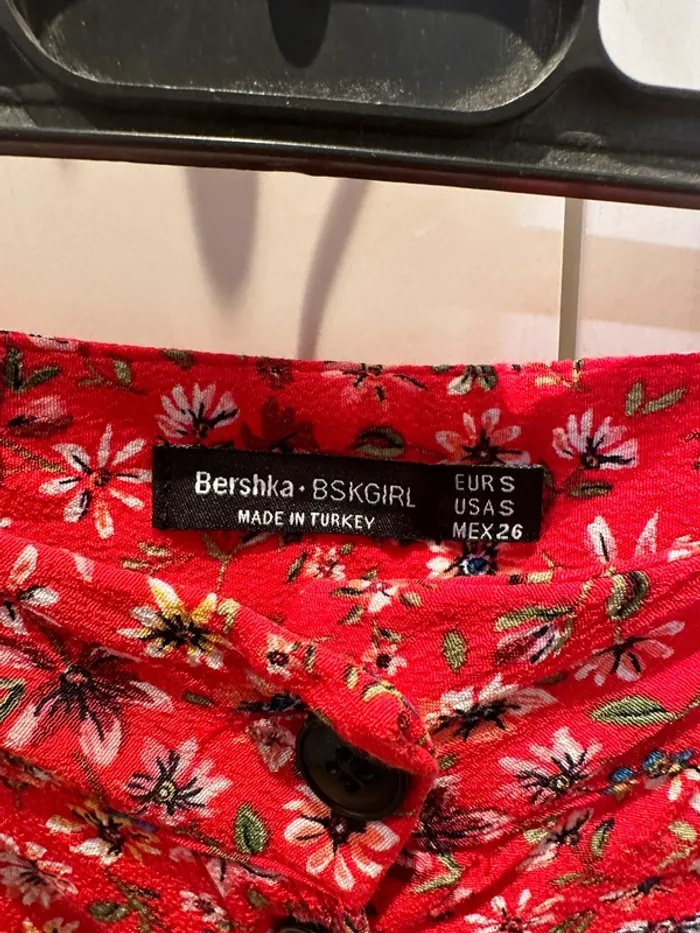 Bershka • BSKGIRL
MADE IN TURKEY
EUR S
USA S
MEX 26